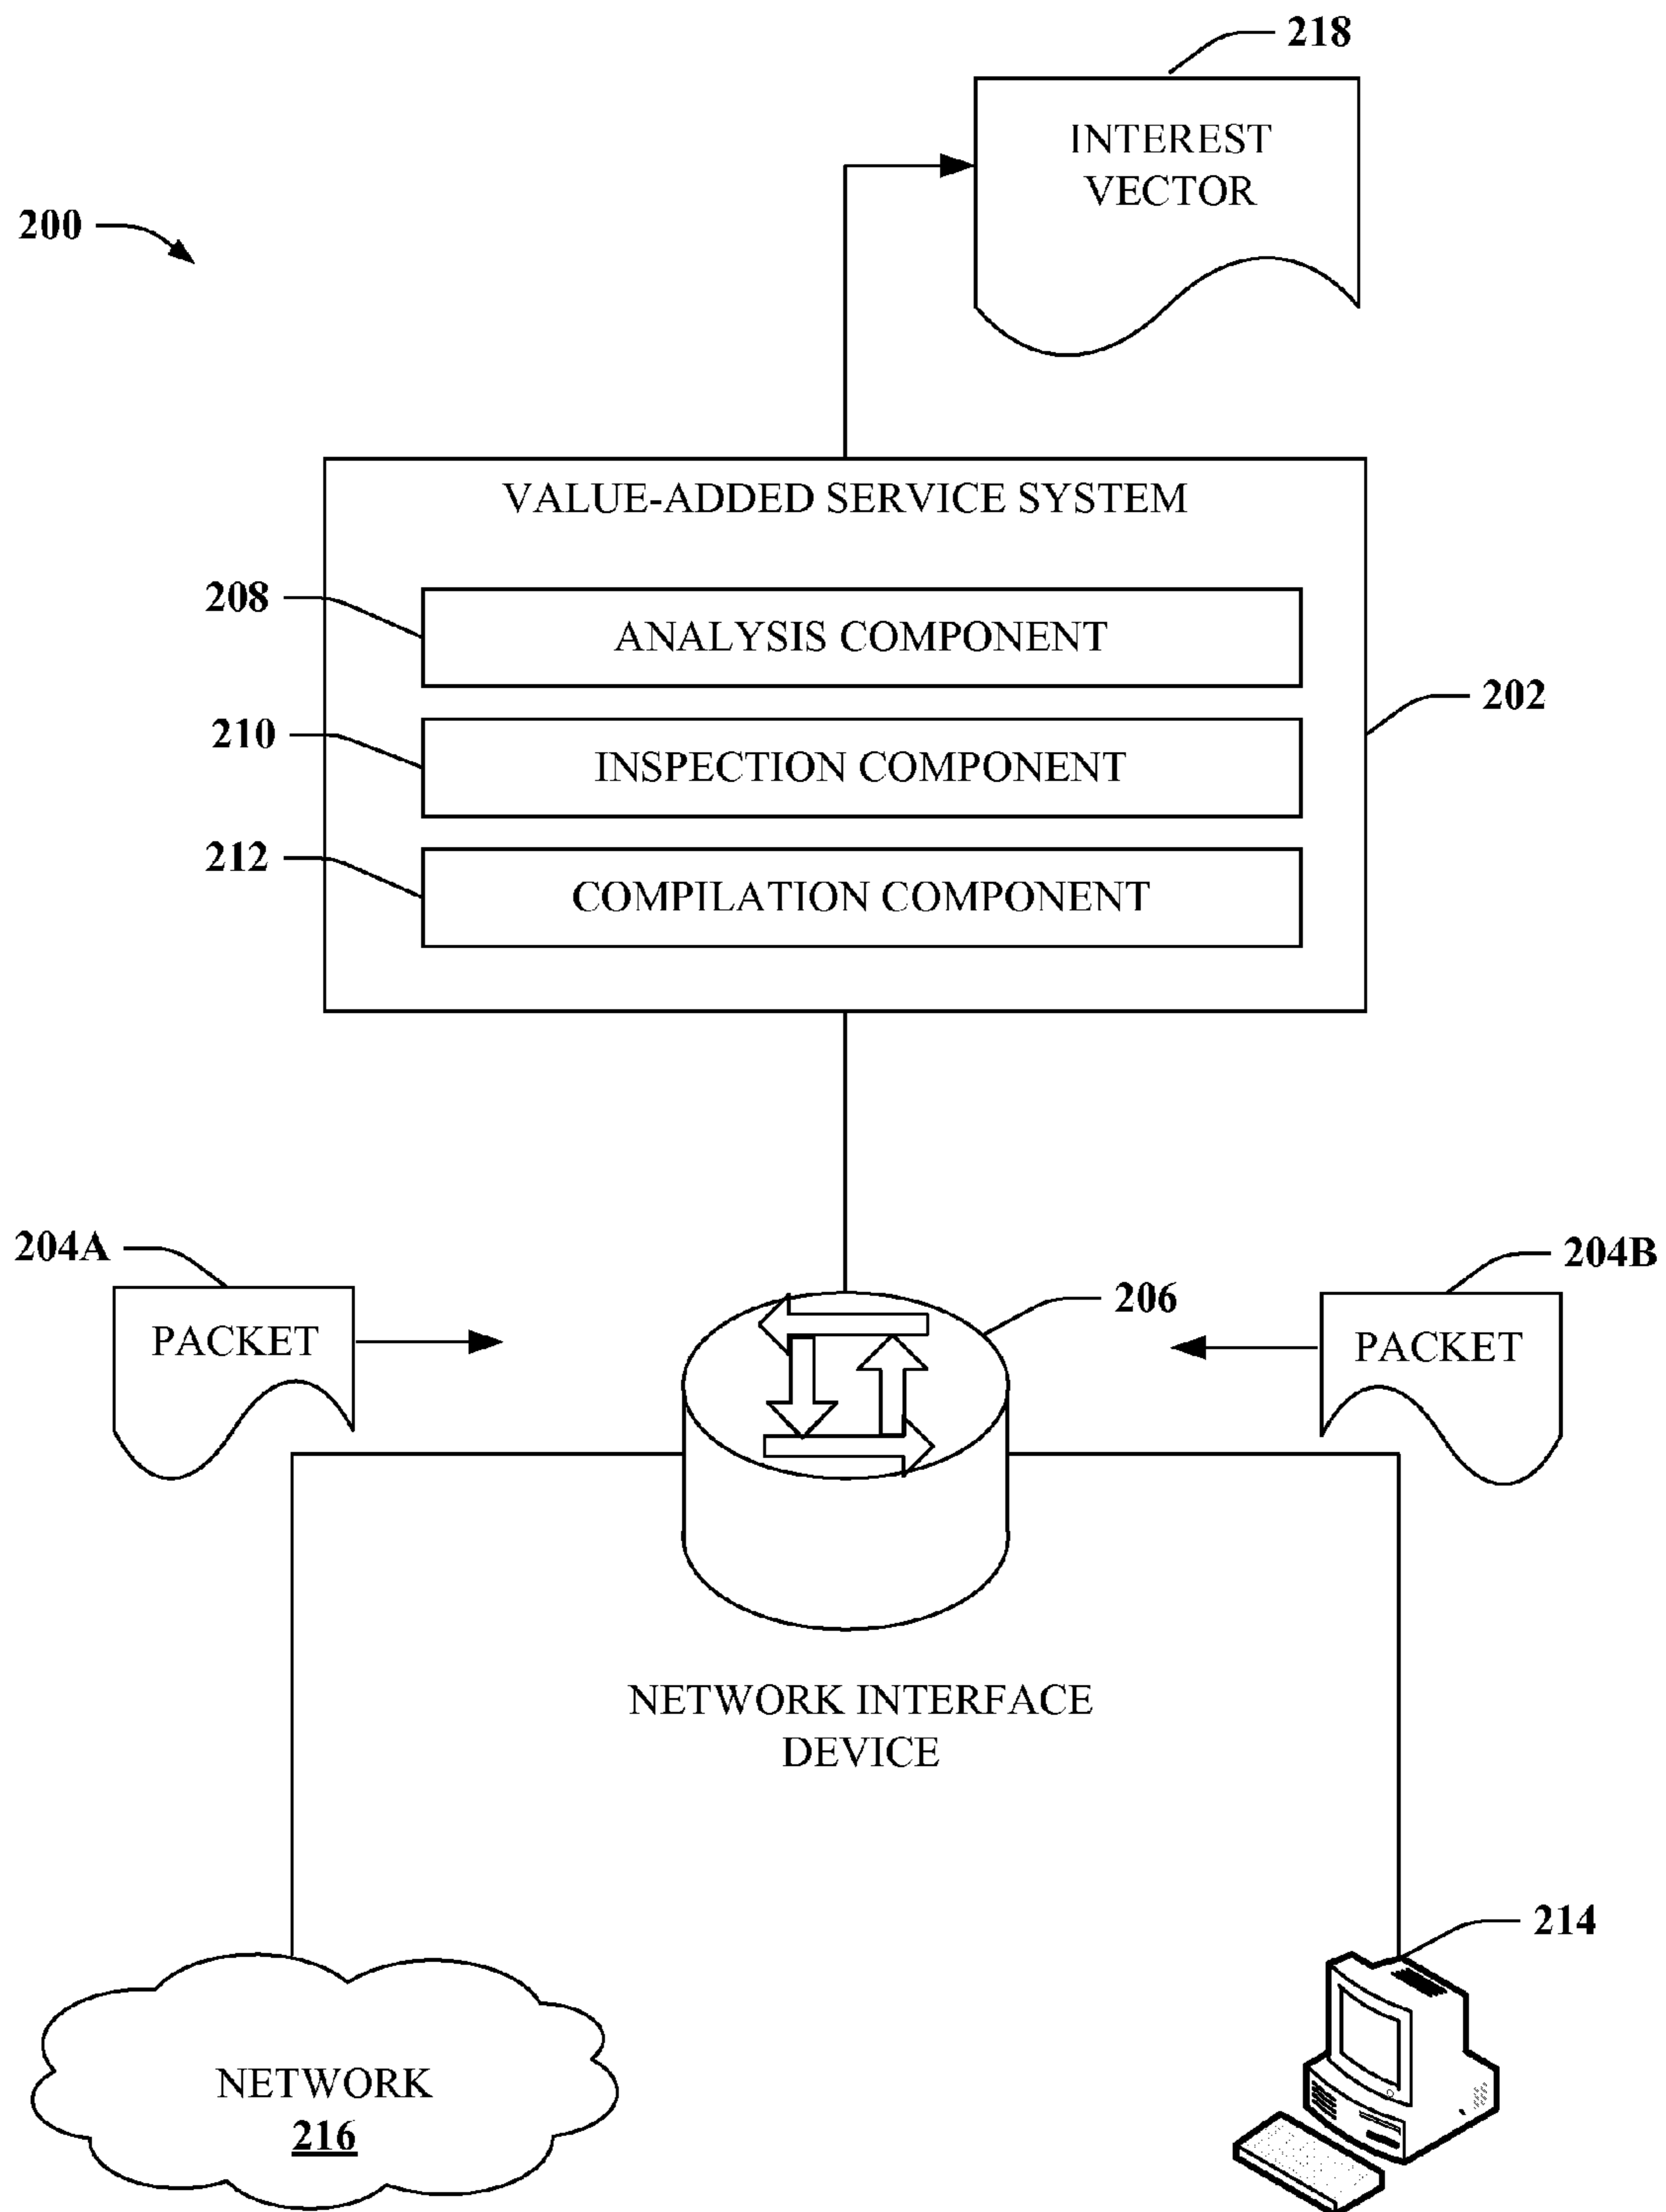 218
INTEREST
VECTOR
200
VALUE-ADDED SERVICE SYSTEM
208
ANALYSIS COMPONENT
202
210
INSPECTION COMPONENT
212
COMPILATION COMPONENT
204A
PACKET
206
204B
PACKET
NETWORK INTERFACE
DEVICE
214
NETWORK
216